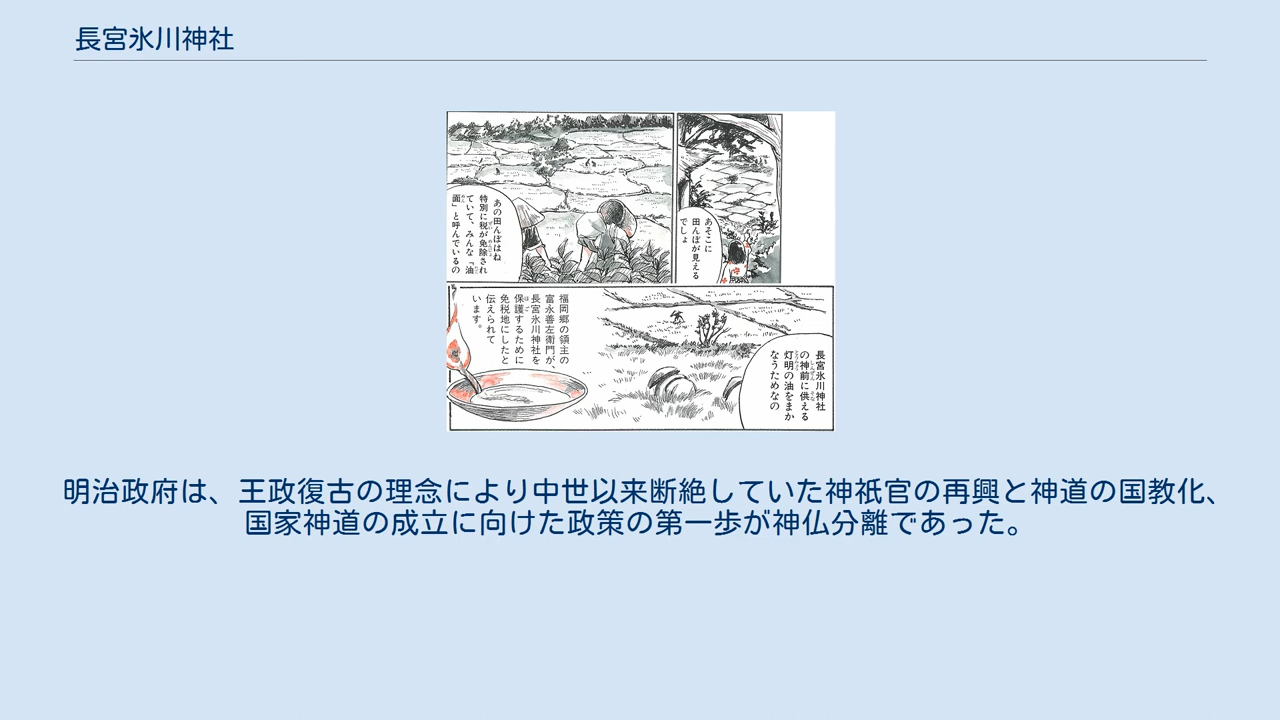 長宮氷川神社
あそこに
田んぼが見える
でしょ
あの田んぼはね
特別に税が免除され
ていて、みんな「油
面」と呼んでいるの
長宮氷川神社
の神前に供える
灯明の油をまか
なうためなの
福岡郷の領主の
富永善左衛門が、
長宮氷川神社を
保護するために
免税地にしたと
伝えられて
います。
明治政府は、王政復古の理念により中世以来断絶していた神祇官の再興と神道の国教化、
国家神道の成立に向けた政策の第一歩が神仏分離であった。